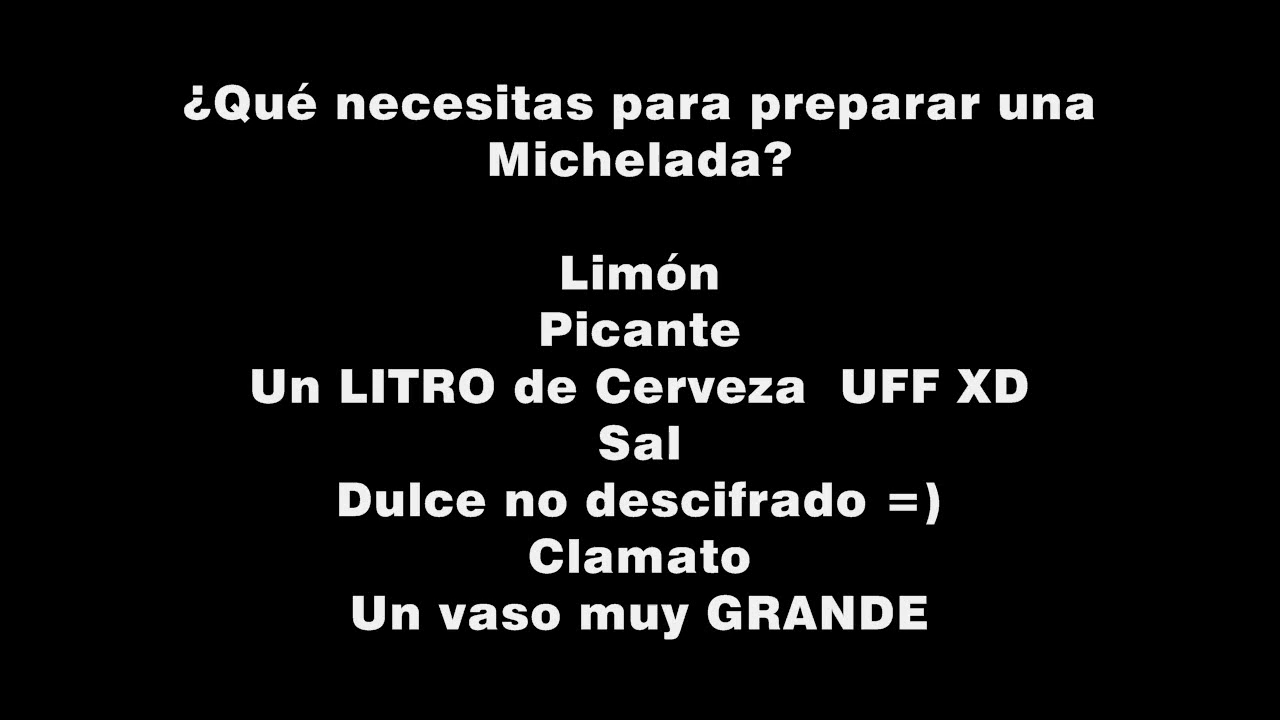 ¿Qué necesitas para preparar una
Michelada?
Limón
Picante
Un LITRO de Cerveza  UFF XD
Sal
Dulce no descifrado =)
Clamato
Un vaso muy GRANDE